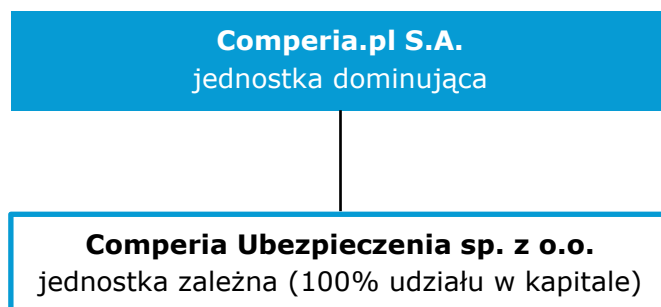 Comperia.pl S.A.
jednostka dominująca
Comperia Ubezpieczenia sp. z o.o.
jednostka zależna (100% udziału w kapitale)